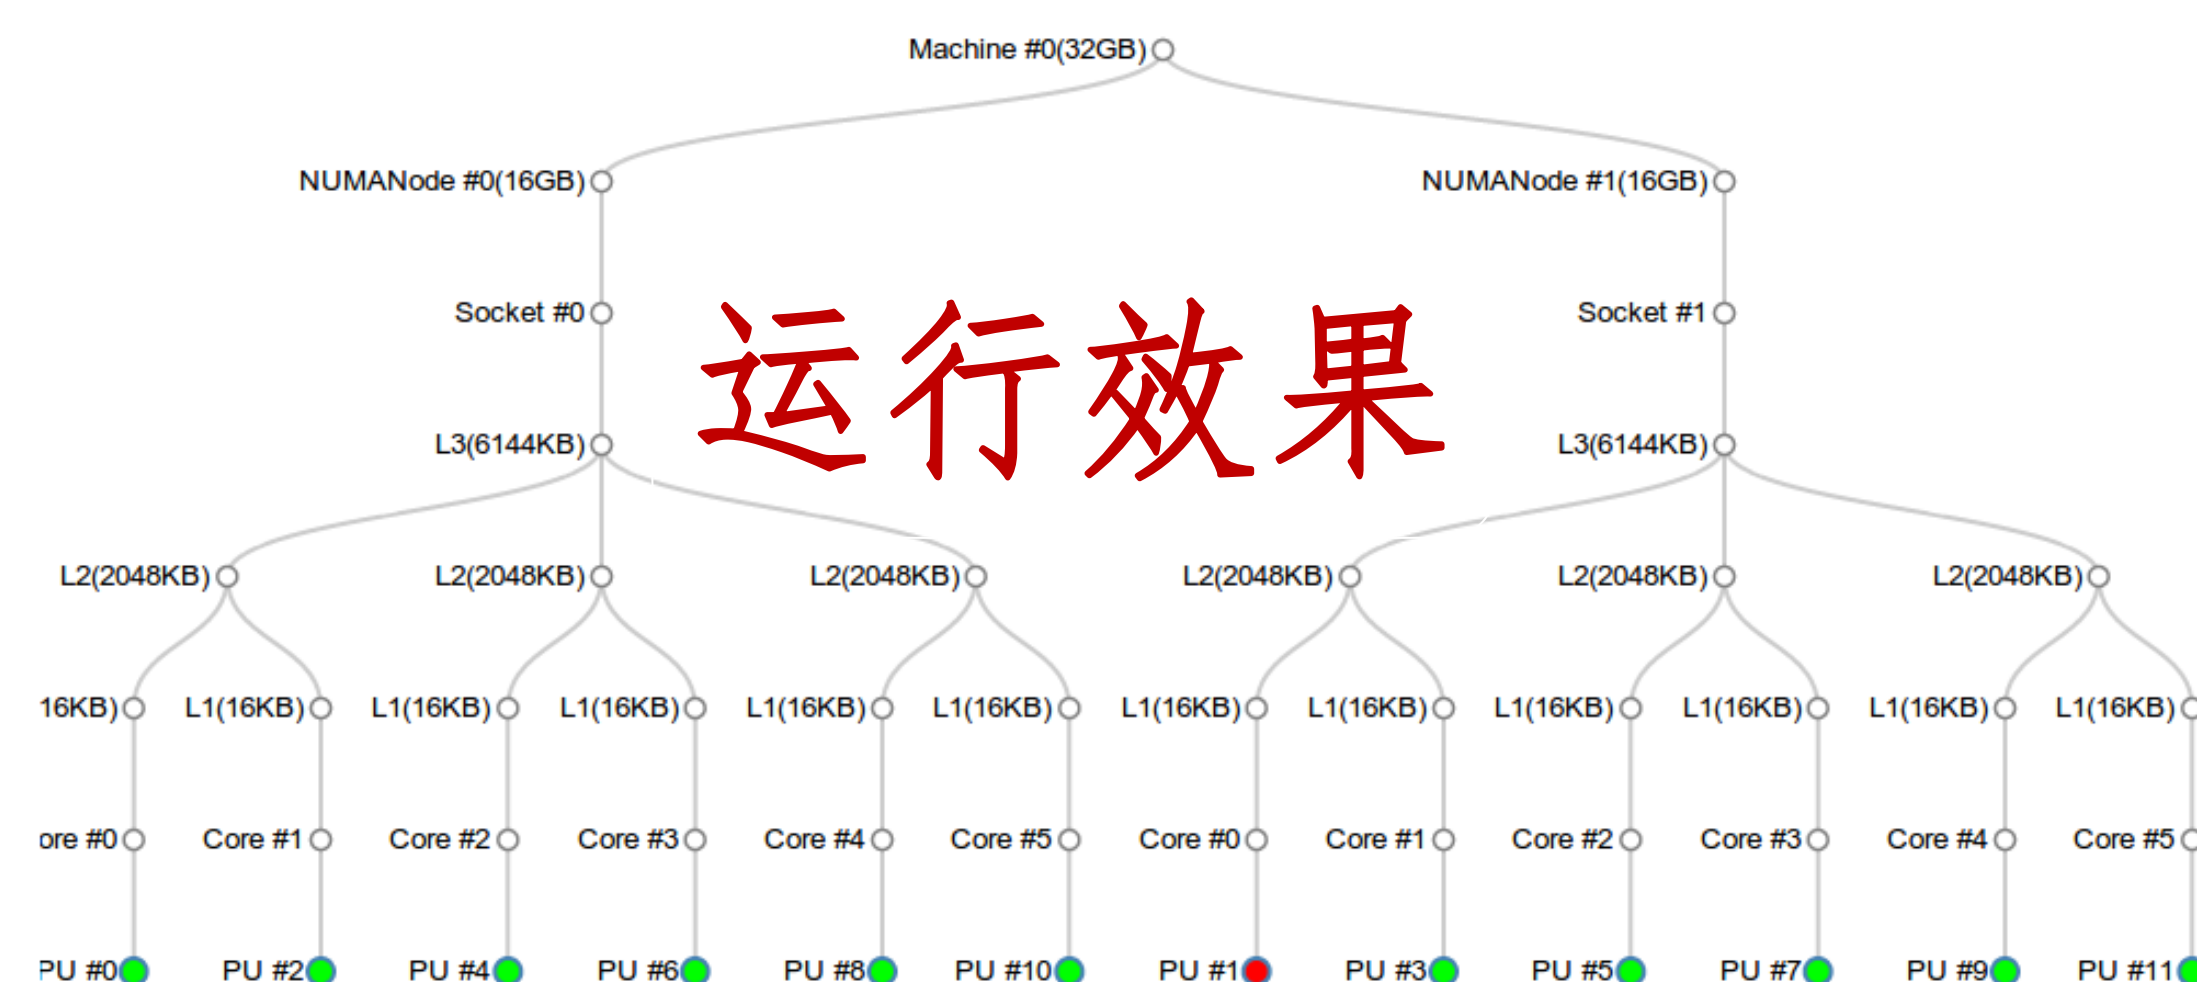 Machine #0(32GB)
NUMANode #0(16GB) NUMANode #1(16GB)
Socket #0 Socket #1
运行效果
L3(6144KB) L3(6144KB)
L2(2048KB) L2(2048KB) L2(2048KB) L2(2048KB) L2(2048KB) L2(2048KB)
16KB) L1(16KB) L1(16KB) L1(16KB) L1(16KB) L1(16KB) L1(16KB) L1(16KB) L1(16KB) L1(16KB) L1(16KB) L1(16KB)
ore #0 Core #1 Core #2 Core #3 Core #4 Core #5 Core #0 Core #1 Core #2 Core #3 Core #4 Core #5
PU #0 PU #2 PU #4 PU #6 PU #8 PU #10 PU #1 PU #3 PU #5 PU #7 PU #9 PU #11